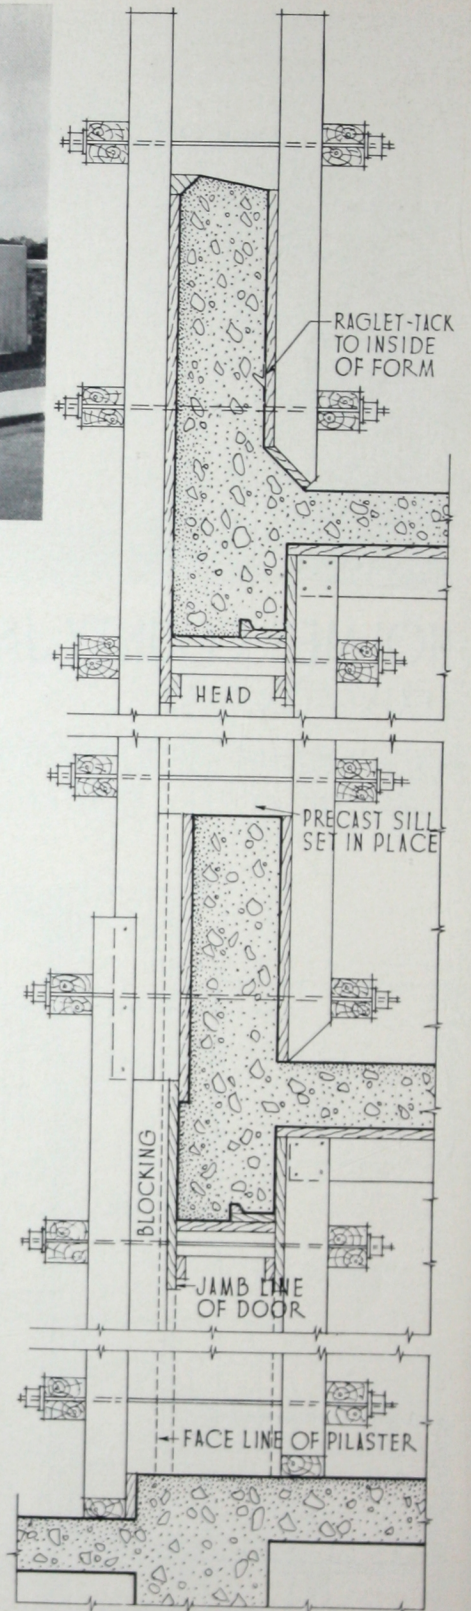 RAGLET-TACK
TO INSIDE
OF FORM
HEAD
PRECAST SILL
SET IN PLACE
BLOCKING
JAMB LINE
OF DOOR
FACE LINE OF PILASTER